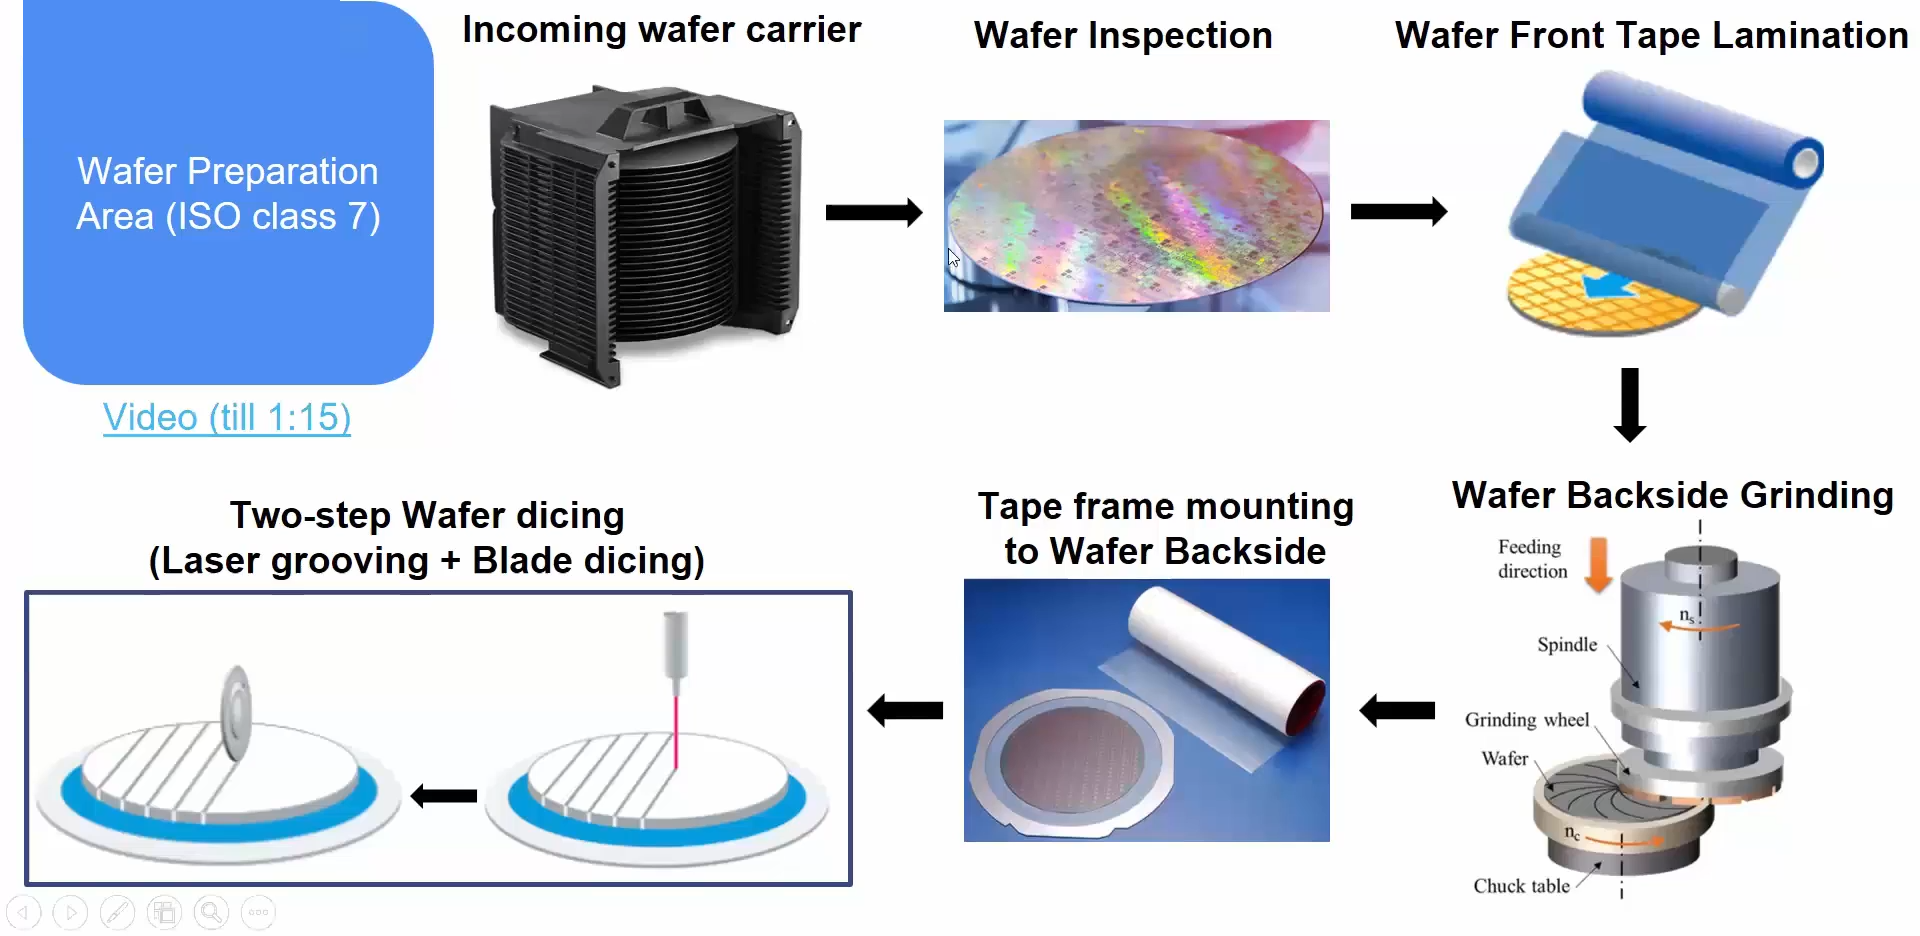 Wafer Preparation
Area (ISO class 7)
Video (till 1:15)
Incoming wafer carrier
Wafer Inspection
Wafer Front Tape Lamination
Wafer Backside Grinding
Feeding
direction
ns
Spindle
Grinding wheel
Wafer
nc
Chuck table
Tape frame mounting
to Wafer Backside
Two-step Wafer dicing
(Laser grooving + Blade dicing)